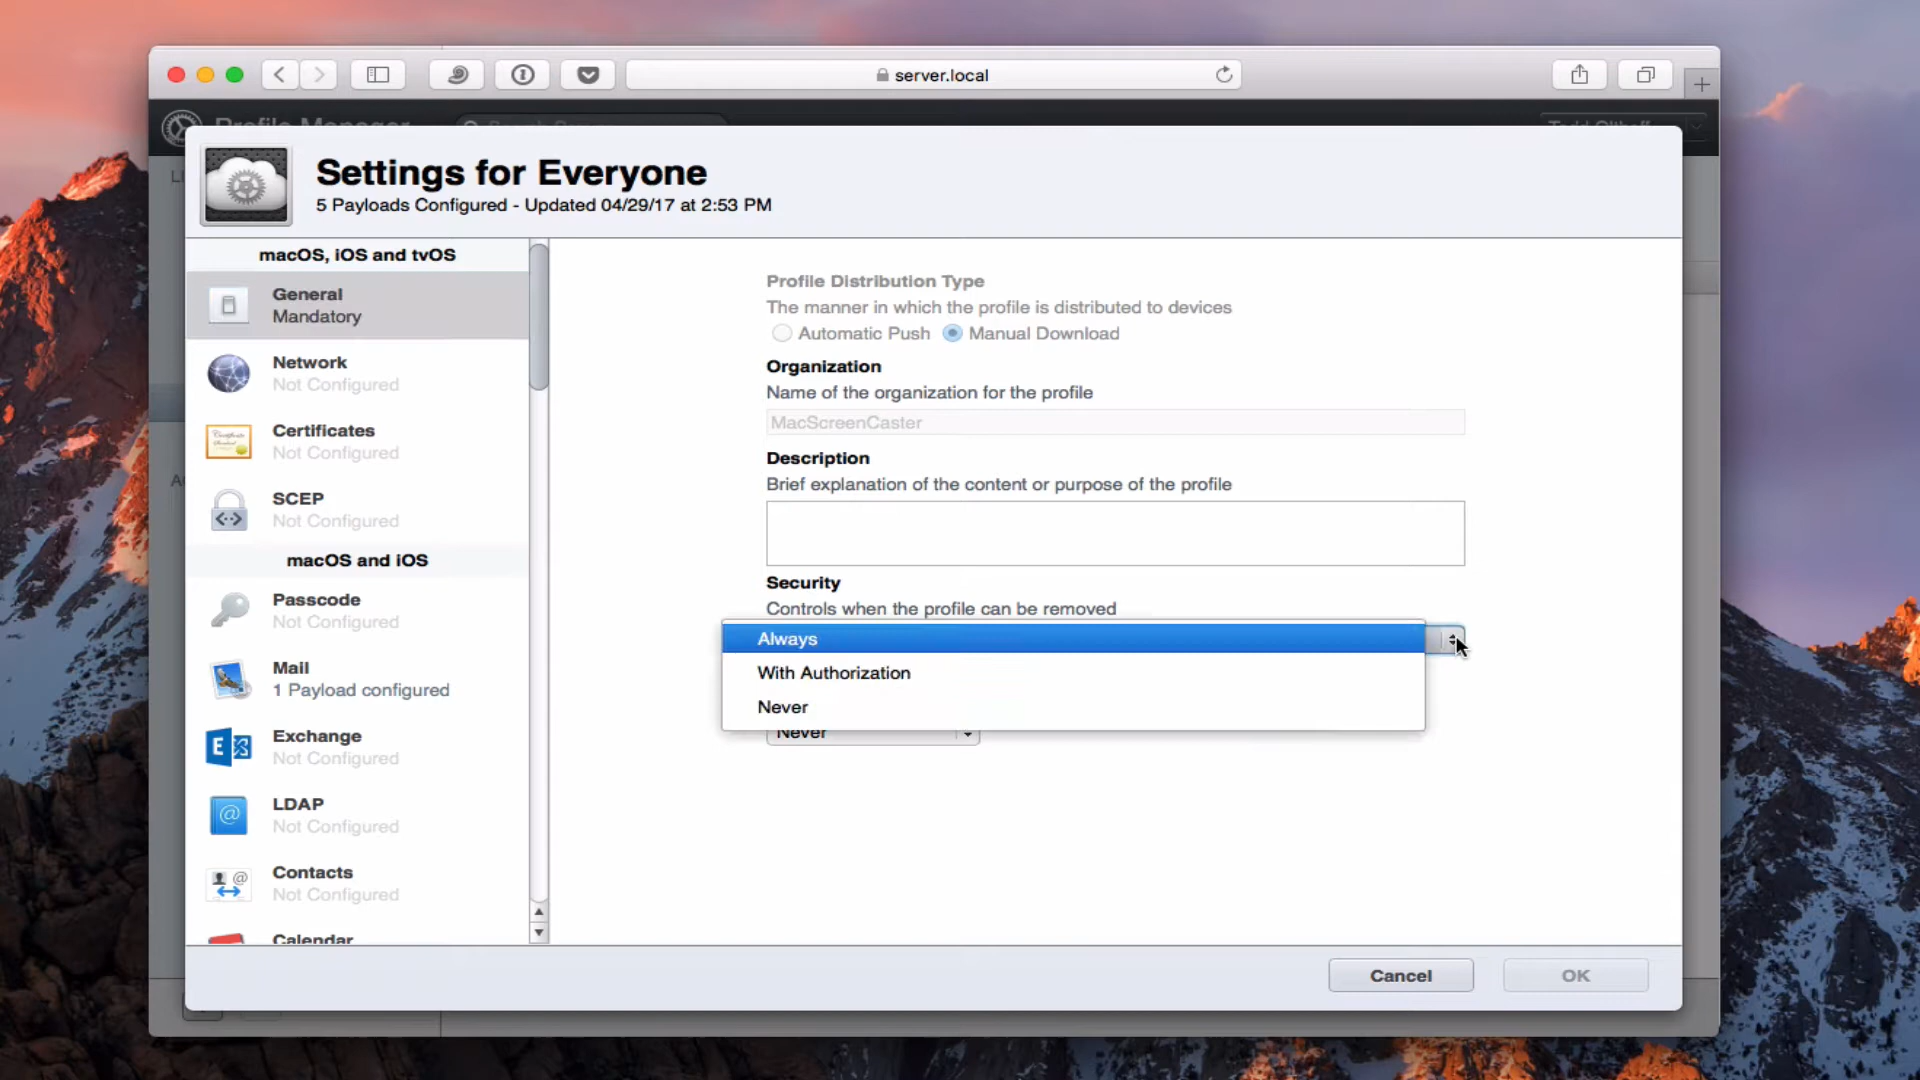 server.local
Profile Manager
Settings for Everyone
5 Payloads Configured - Updated 04/29/17 at 2:53 PM
macOS, iOS and tvOS
General
Mandatory
Network
Not Configured
Certificates
Not Configured
SCEP
Not Configured
macOS and iOS
Passcode
Not Configured
Mail
1 Payload configured
Exchange
Not Configured
LDAP
Not Configured
Contacts
Not Configured
Calendar
Profile Distribution Type
The manner in which the profile is distributed to devices
Automatic Push
Manual Download
Organization
Name of the organization for the profile
MacScreenCaster
Description
Brief explanation of the content or purpose of the profile
Security
Controls when the profile can be removed
Always
With Authorization
Never
Never
Cancel
OK